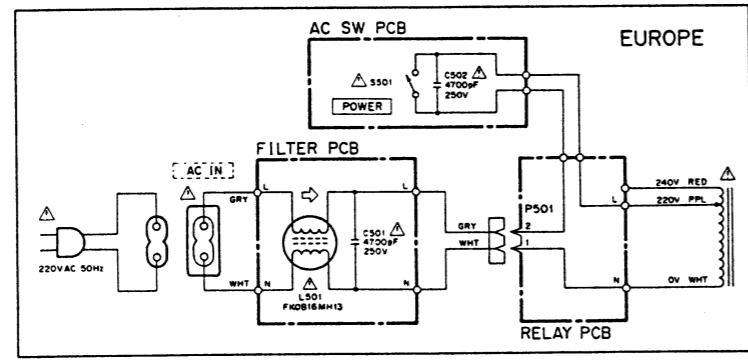 AC SW PCB
EUROPE
S501
POWER
C502
4700pF
250V
FILTER PCB
AC IN
GRY
L
L
C501
4700pF
250V
WHT
N
N
L501
FKOB16MH13
220VAC 50Hz
GRY
WHT
P501
2
1
L
N
240V RED
220V PPL
0V WHT
RELAY PCB